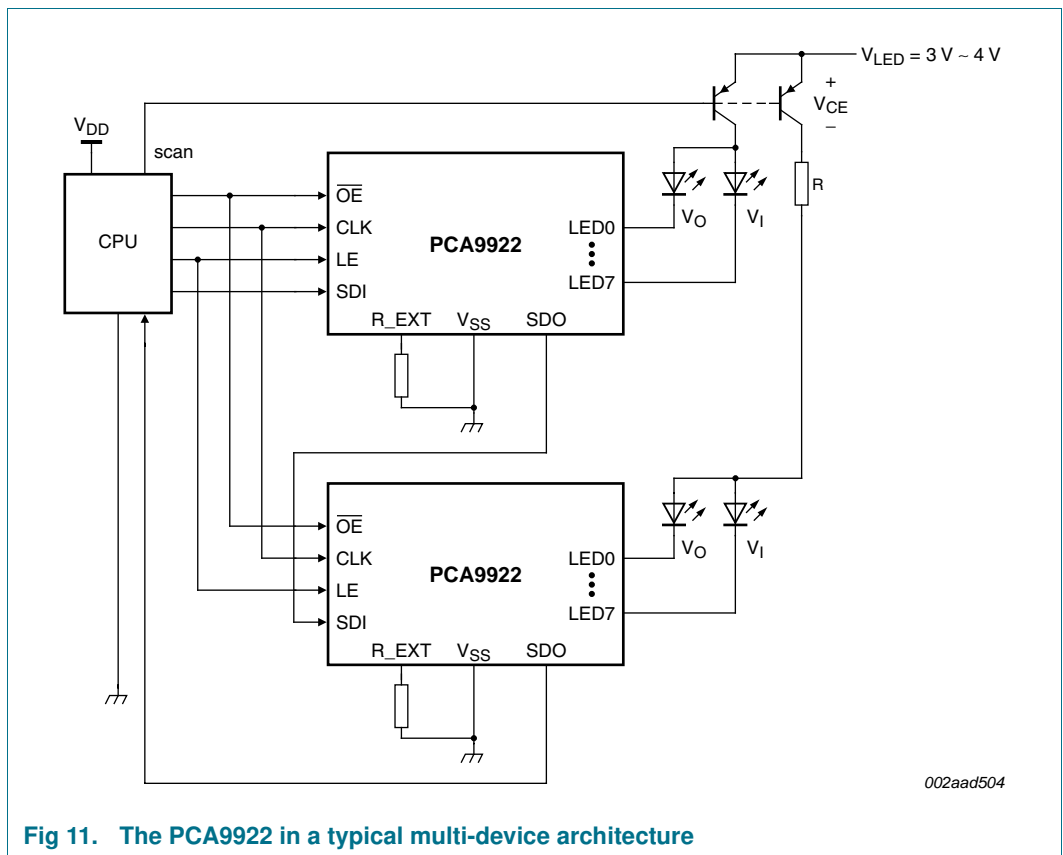 V_LED = 3 V ~ 4 V
+
V_CE
−
V_DD
scan
R
CPU
OE
CLK
LE
SDI
PCA9922
LED0
LED7
R_EXT
V_SS
SDO
V_O
V_I
OE
CLK
LE
SDI
PCA9922
LED0
LED7
R_EXT
V_SS
SDO
V_O
V_I
002aad504
Fig 11. The PCA9922 in a typical multi-device architecture